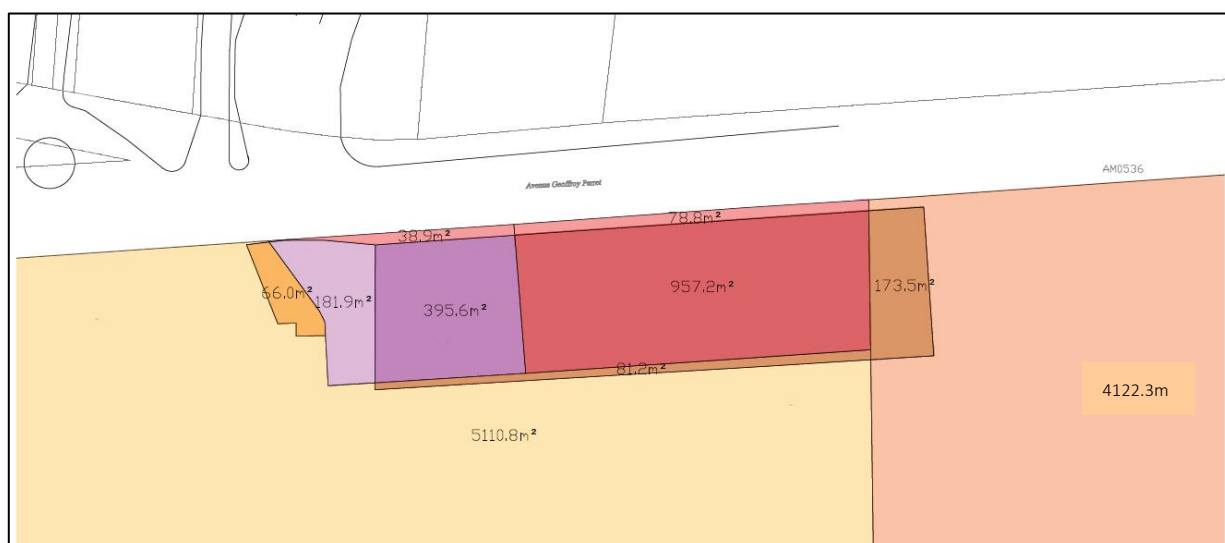 AM0536
Avenue Geoffroy Perret
78.8m²
38.9m²
66.0m²
181.9m²
395.6m²
957.2m²
173.5m²
81.2m²
4122.3m
5110.8m²